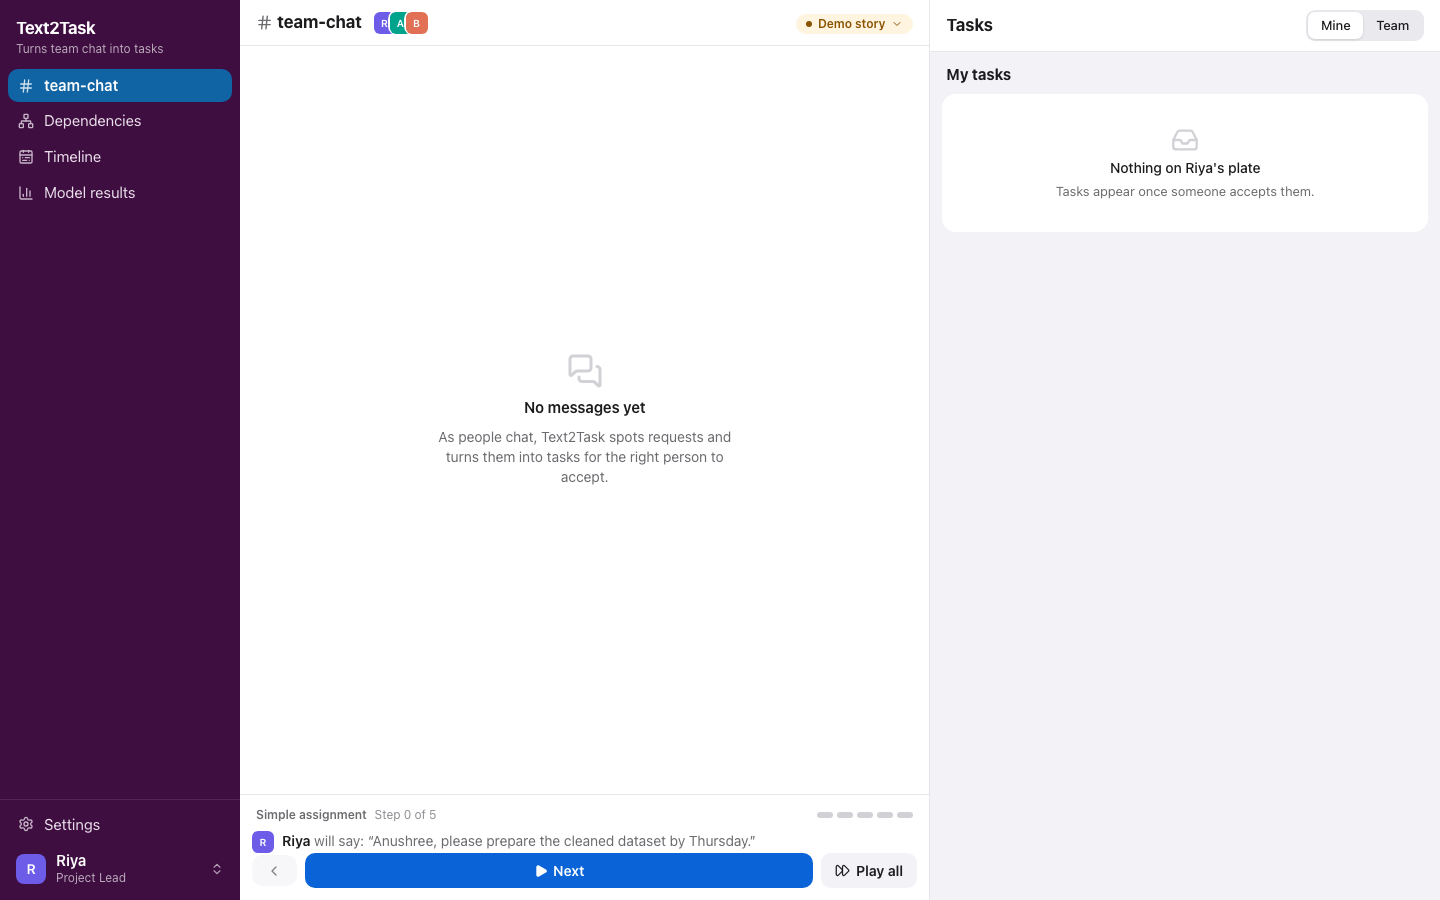 Text2Task
Turns team chat into tasks
team-chat
Dependencies
Timeline
Model results
Settings
R
Riya
Project Lead
# team-chat
R A B
Demo story
No messages yet
As people chat, Text2Task spots requests and
turns them into tasks for the right person to
accept.
Simple assignment Step 0 of 5
R Riya will say: “Anushree, please prepare the cleaned dataset by Thursday.”
Next
Play all
Tasks
Mine Team
My tasks
Nothing on Riya's plate
Tasks appear once someone accepts them.